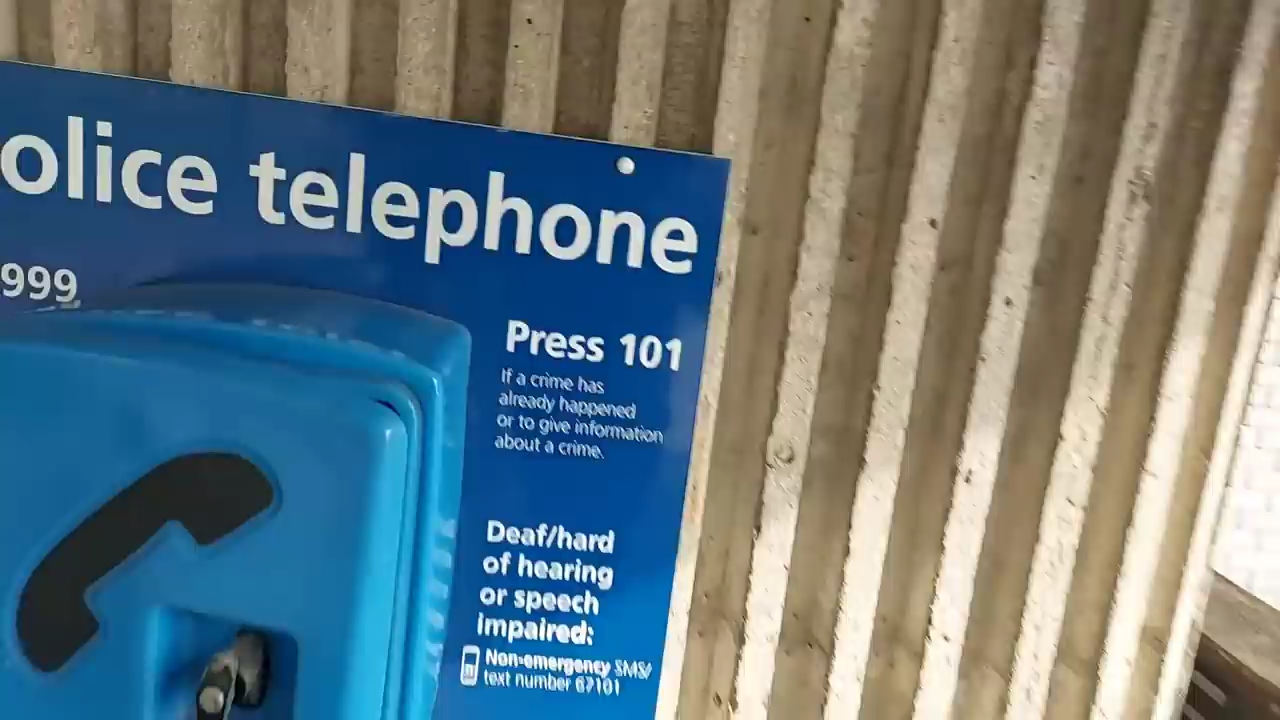 olice telephone
999
Press 101
If a crime has
already happened
or to give information
about a crime.
Deaf/hard
of hearing
or speech
impaired:
Non-emergency SMS/
text number 67101